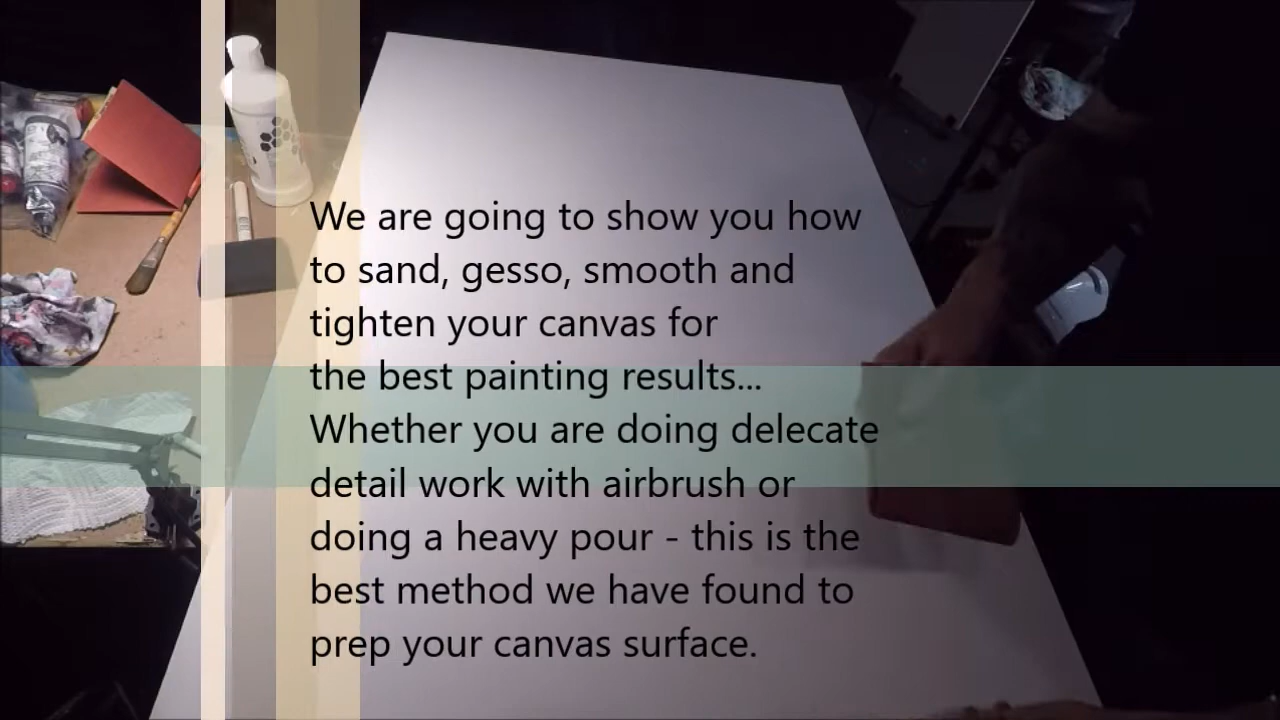 We are going to show you how
to sand, gesso, smooth and
tighten your canvas for
the best painting results...
Whether you are doing delecate
detail work with airbrush or
doing a heavy pour - this is the
best method we have found to
prep your canvas surface.